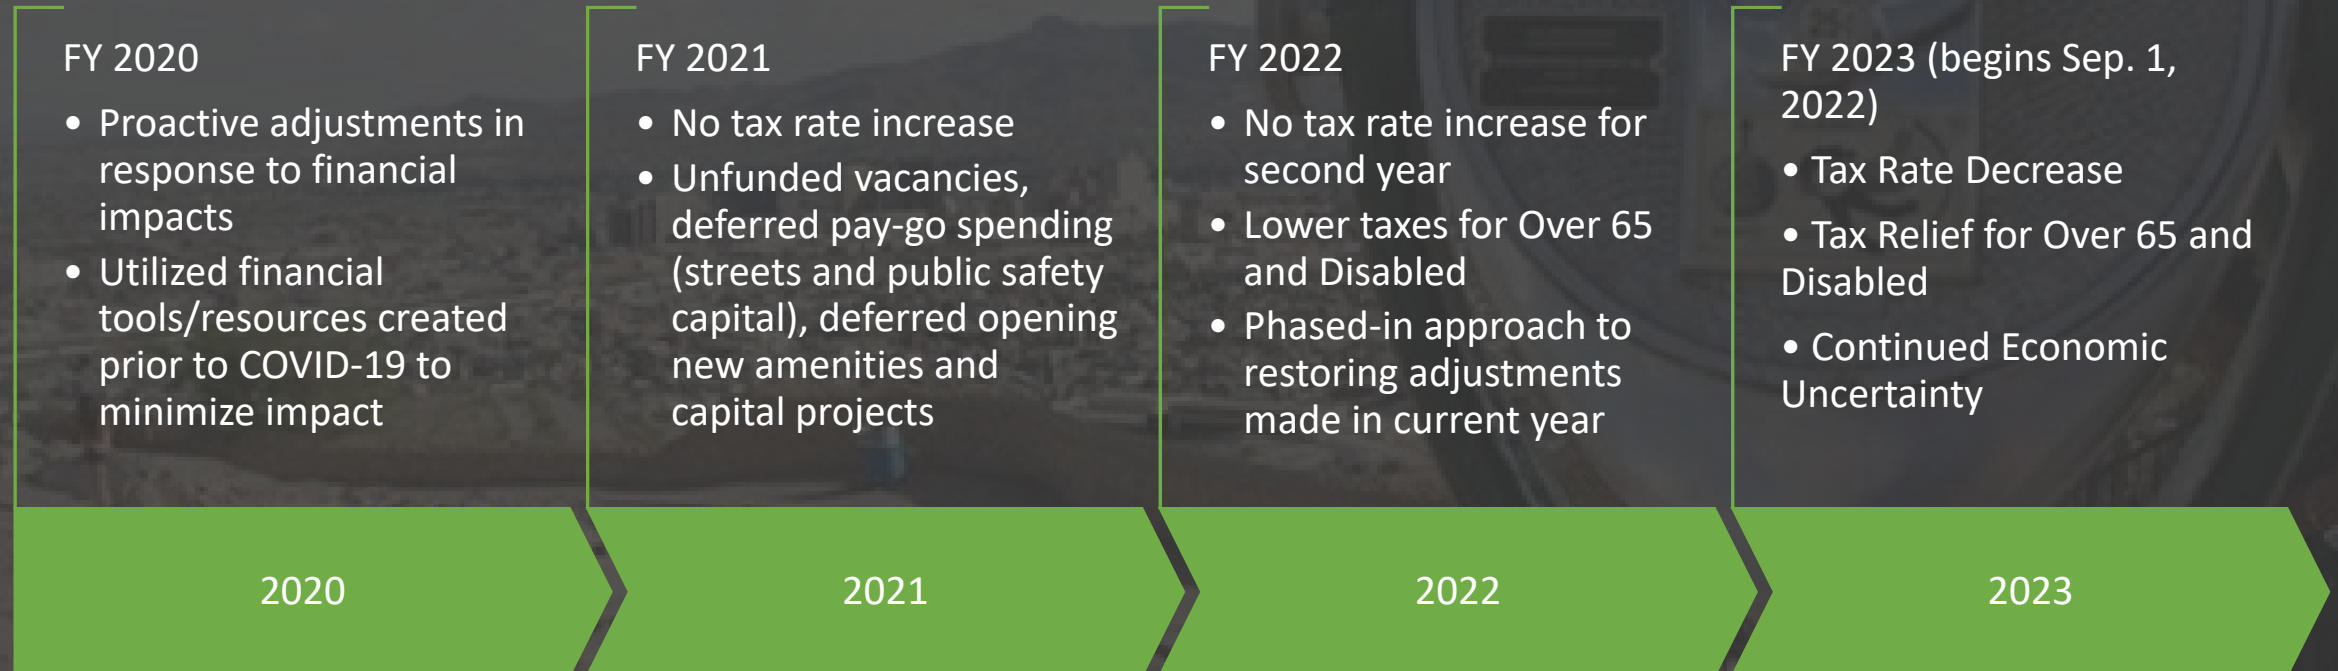 FY 2020
• Proactive adjustments in
response to financial
impacts
• Utilized financial
tools/resources created
prior to COVID-19 to
minimize impact
FY 2021
• No tax rate increase
• Unfunded vacancies,
deferred pay-go spending
(streets and public safety
capital), deferred opening
new amenities and
capital projects
FY 2022
• No tax rate increase for
second year
• Lower taxes for Over 65
and Disabled
• Phased-in approach to
restoring adjustments
made in current year
FY 2023 (begins Sep. 1,
2022)
• Tax Rate Decrease
• Tax Relief for Over 65 and
Disabled
• Continued Economic
Uncertainty
2020
2021
2022
2023